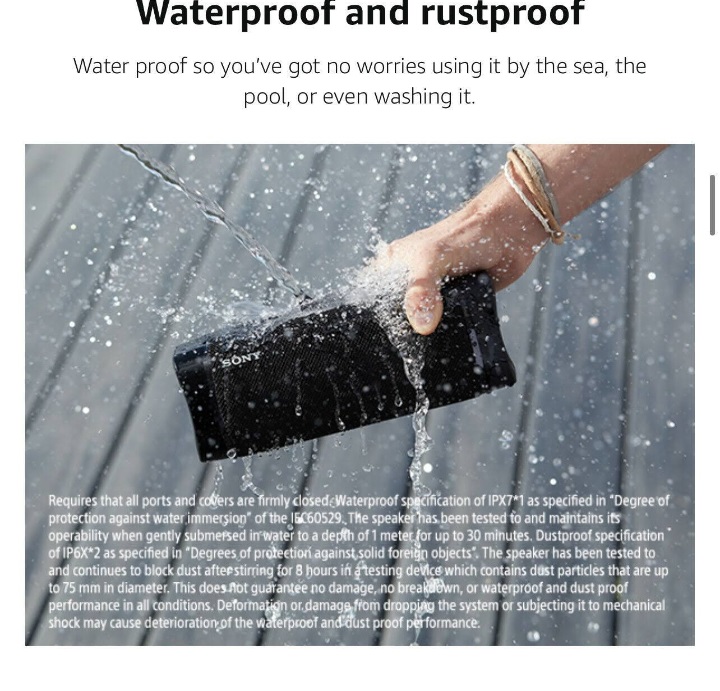 Waterproof and rustproof
Water proof so you've got no worries using it by the sea, the
pool, or even washing it.
SONY
Requires that all ports and covers are firmly closed. Waterproof specification of IPX7*1 as specified in "Degree of
protection against water immersion" of the IEC60529. The speaker has been tested to and maintains its
operability when gently submersed in water to a depth of 1 meter for up to 30 minutes. Dustproof specification
of IP6X*2 as specified in "Degrees of protection against solid foreign objects". The speaker has been tested to
and continues to block dust after stirring for 8 hours in a testing device which contains dust particles that are up
to 75 mm in diameter. This does not guarantee no damage, no breakdown, or waterproof and dust proof
performance in all conditions. Deformation or damage from dropping the system or subjecting it to mechanical
shock may cause deterioration of the waterproof and dust proof performance.